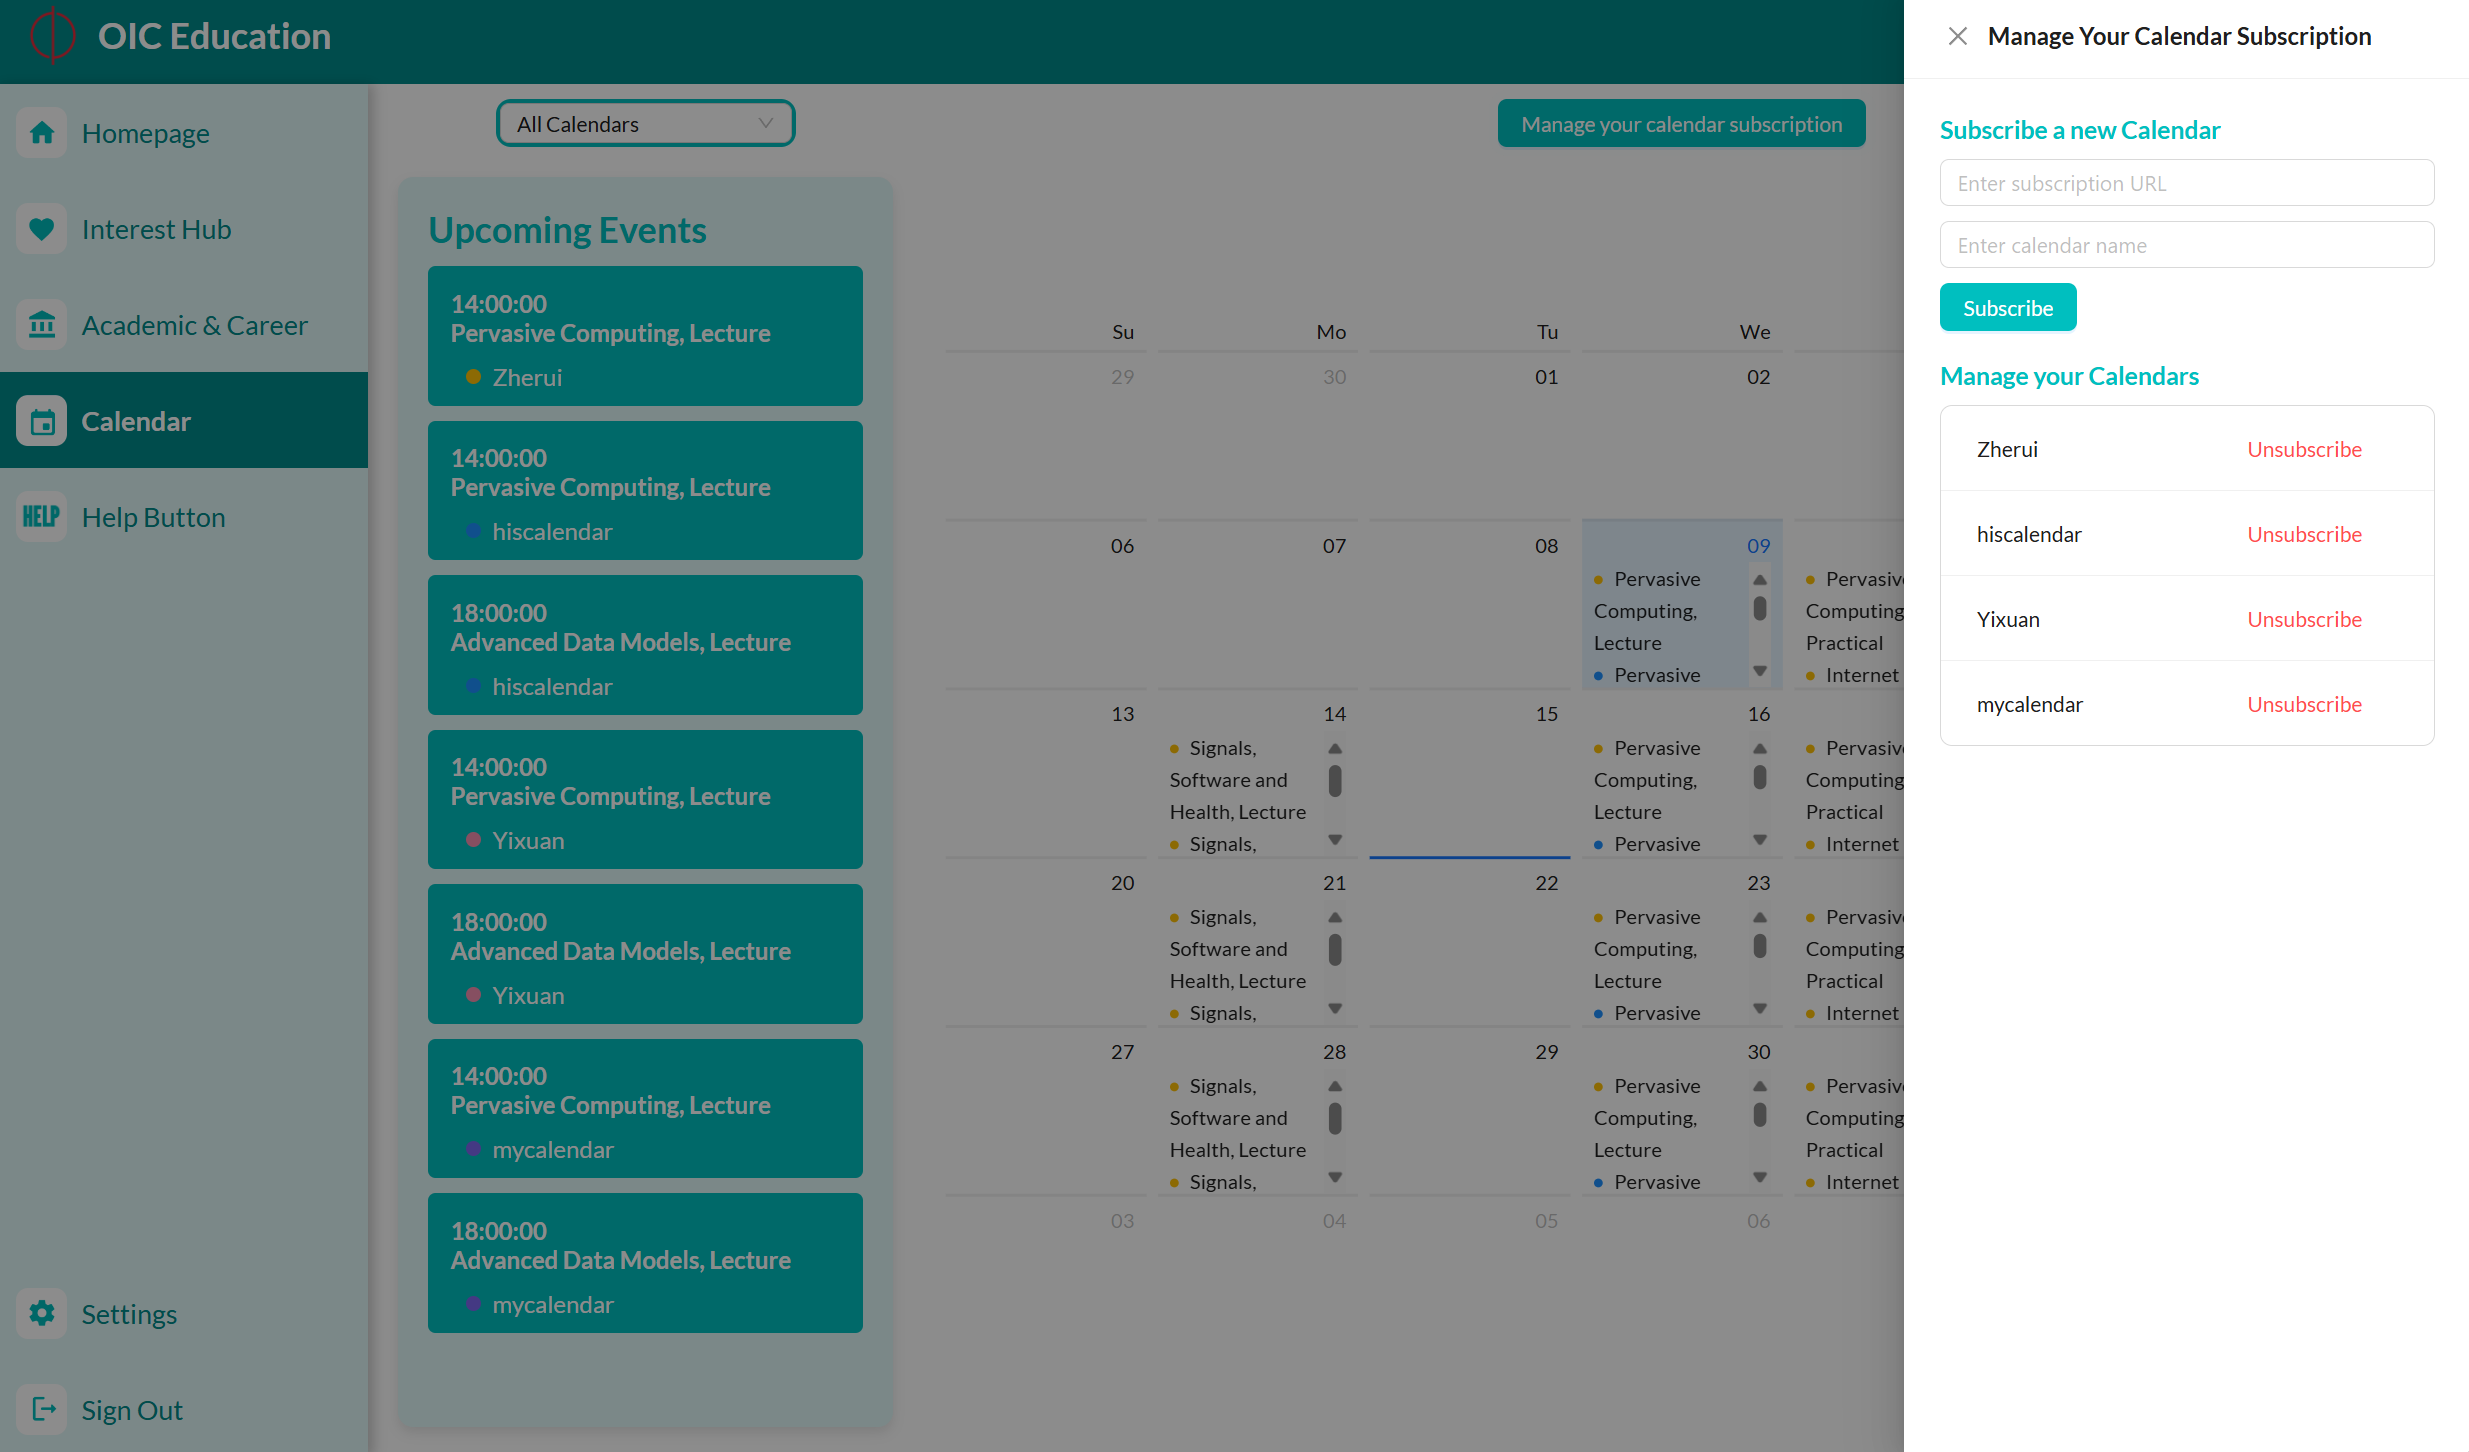 OIC Education
Homepage
Interest Hub
Academic & Career
Calendar
HELP Help Button
Settings
Sign Out
All Calendars
Manage your calendar subscription
Upcoming Events
14:00:00
Pervasive Computing, Lecture
Zherui
14:00:00
Pervasive Computing, Lecture
hiscalendar
18:00:00
Advanced Data Models, Lecture
hiscalendar
14:00:00
Pervasive Computing, Lecture
Yixuan
18:00:00
Advanced Data Models, Lecture
Yixuan
14:00:00
Pervasive Computing, Lecture
mycalendar
18:00:00
Advanced Data Models, Lecture
mycalendar
Su Mo Tu We
29 30 01 02
06 07 08 09
Pervasive
Computing,
Lecture
Pervasive
Computing
Practical
Internet
13 14 15 16
Signals,
Software and
Health, Lecture
Signals,
Pervasive
Computing,
Lecture
Pervasive
Computing
Practical
Internet
20 21 22 23
Signals,
Software and
Health, Lecture
Signals,
Pervasive
Computing,
Lecture
Pervasive
Computing
Practical
Internet
27 28 29 30
Signals,
Software and
Health, Lecture
Signals,
Pervasive
Computing,
Lecture
Pervasive
Computing
Practical
Internet
03 04 05 06
Manage Your Calendar Subscription
Subscribe a new Calendar
Enter subscription URL
Enter calendar name
Subscribe
Manage your Calendars
Zherui Unsubscribe
hiscalendar Unsubscribe
Yixuan Unsubscribe
mycalendar Unsubscribe